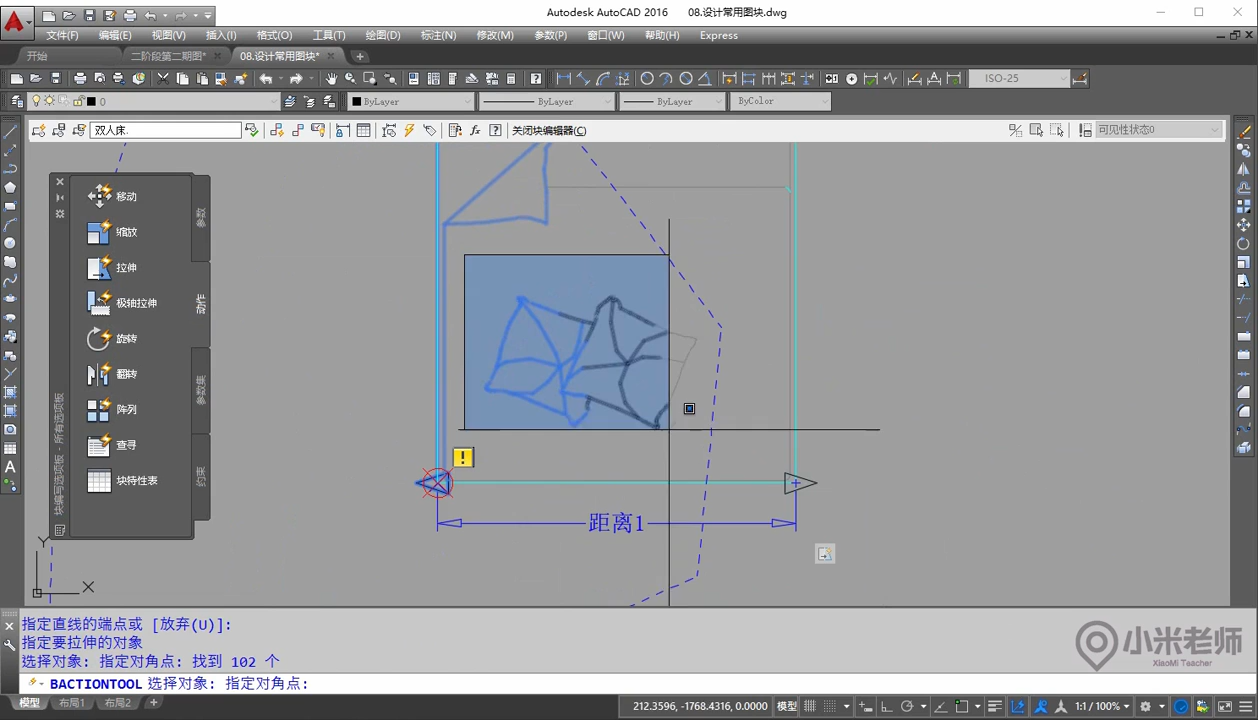 Autodesk AutoCAD 2016 08.设计常用图块.dwg
文件(F) 编辑(E) 视图(V) 插入(I) 格式(O) 工具(T) 绘图(D) 标注(N) 修改(M) 参数(P) 窗口(W) 帮助(H) Express
开始 二阶段第二期图* 08.设计常用图块*
ISO-25
0 ByLayer ByLayer ByLayer ByColor
双人床. fx 关闭块编辑器(C) 可见性状态0
移动
缩放
拉伸
极轴拉伸
旋转
翻转
阵列
查寻
块特性表
参数
动作
参数集
约束
块编写选项板 - 所有选项板
!
距离1
Y
X
A
指定直线的端点或 [放弃(U)]:
指定要拉伸的对象
选择对象: 指定对角点: 找到 102 个
BACTIONTOOL 选择对象: 指定对角点:
小米老师
XiaoMi Teacher
模型 布局1 布局2 + 212.3596, -1768.4316, 0.0000 模型 1:1 / 100%